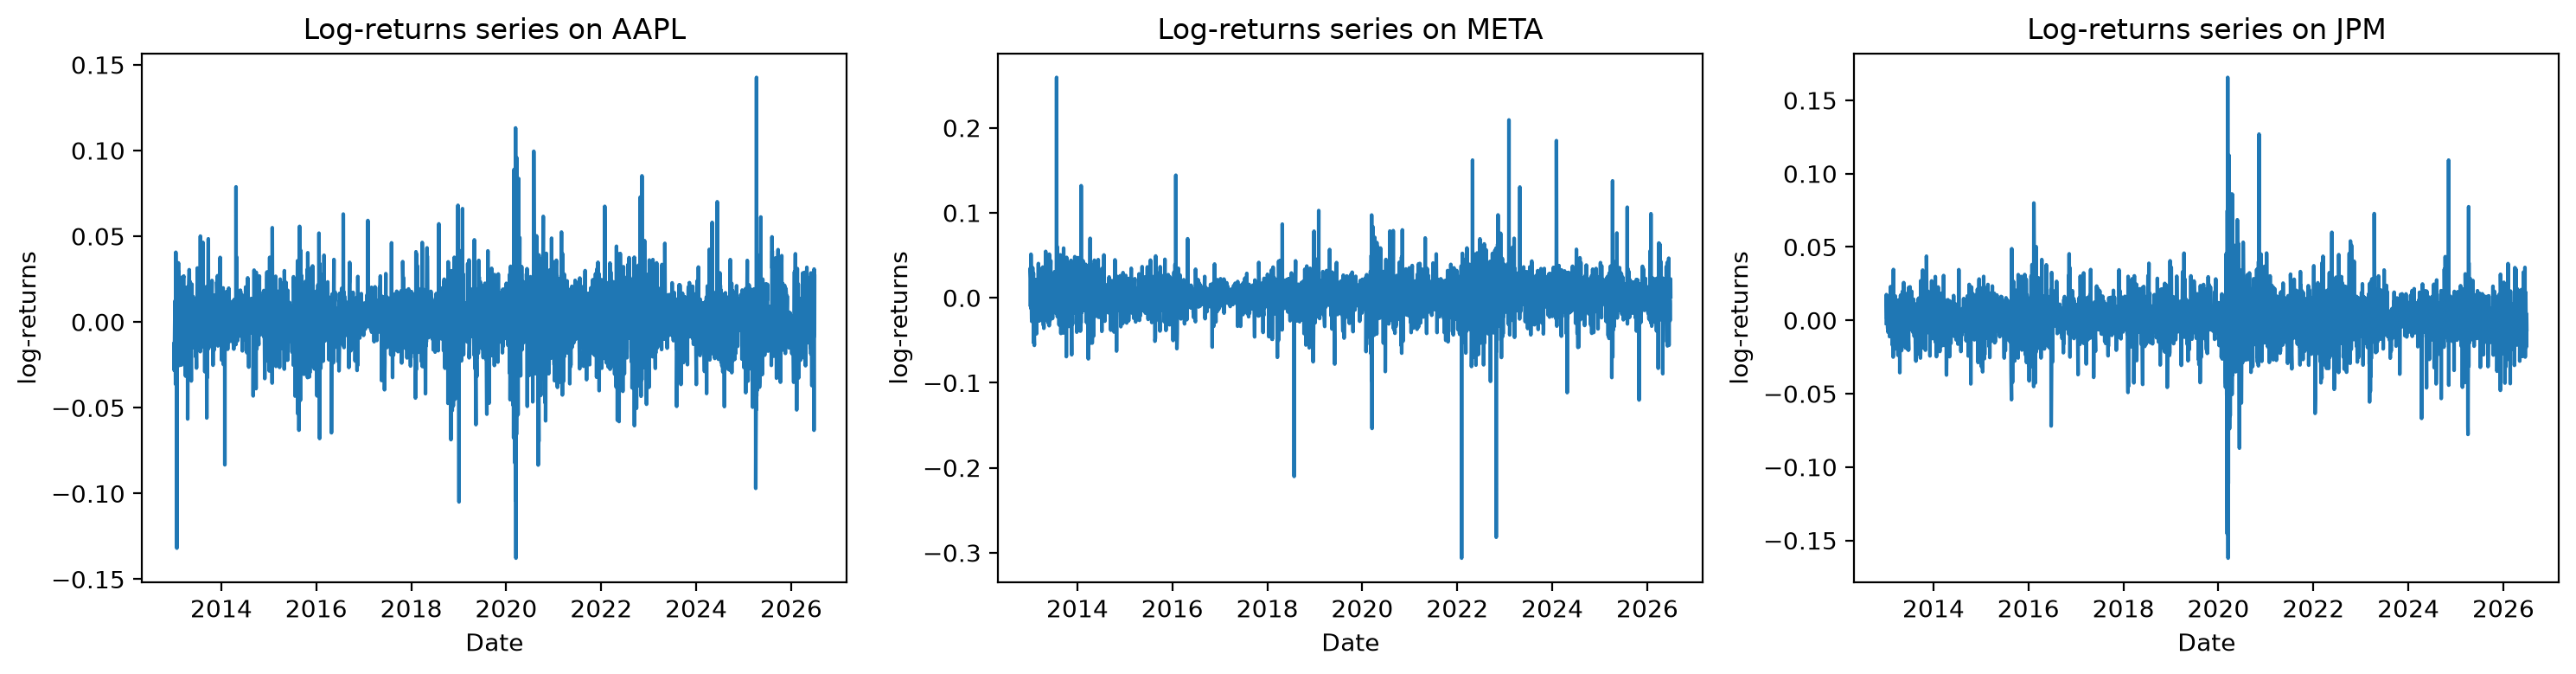 Log-returns series on AAPL
0.15
0.10
0.05
0.00
−0.05
−0.10
−0.15
log-returns
2014 2016 2018 2020 2022 2024 2026
Date
Log-returns series on META
0.2
0.1
0.0
−0.1
−0.2
−0.3
log-returns
2014 2016 2018 2020 2022 2024 2026
Date
Log-returns series on JPM
0.15
0.10
0.05
0.00
−0.05
−0.10
−0.15
log-returns
2014 2016 2018 2020 2022 2024 2026
Date